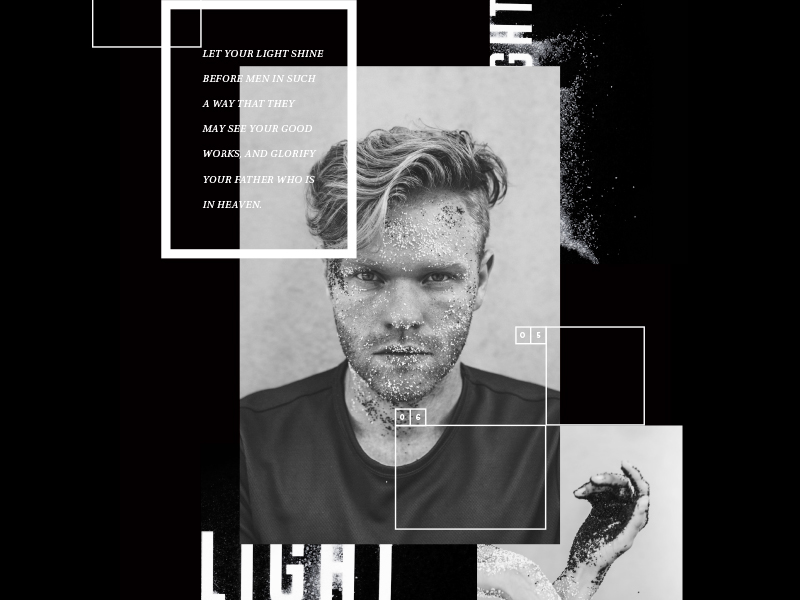 LET YOUR LIGHT SHINE
BEFORE MEN IN SUCH
A WAY THAT THEY
MAY SEE YOUR GOOD
WORKS, AND GLORIFY
YOUR FATHER WHO IS
IN HEAVEN.
GHT
05
06
LIGHT